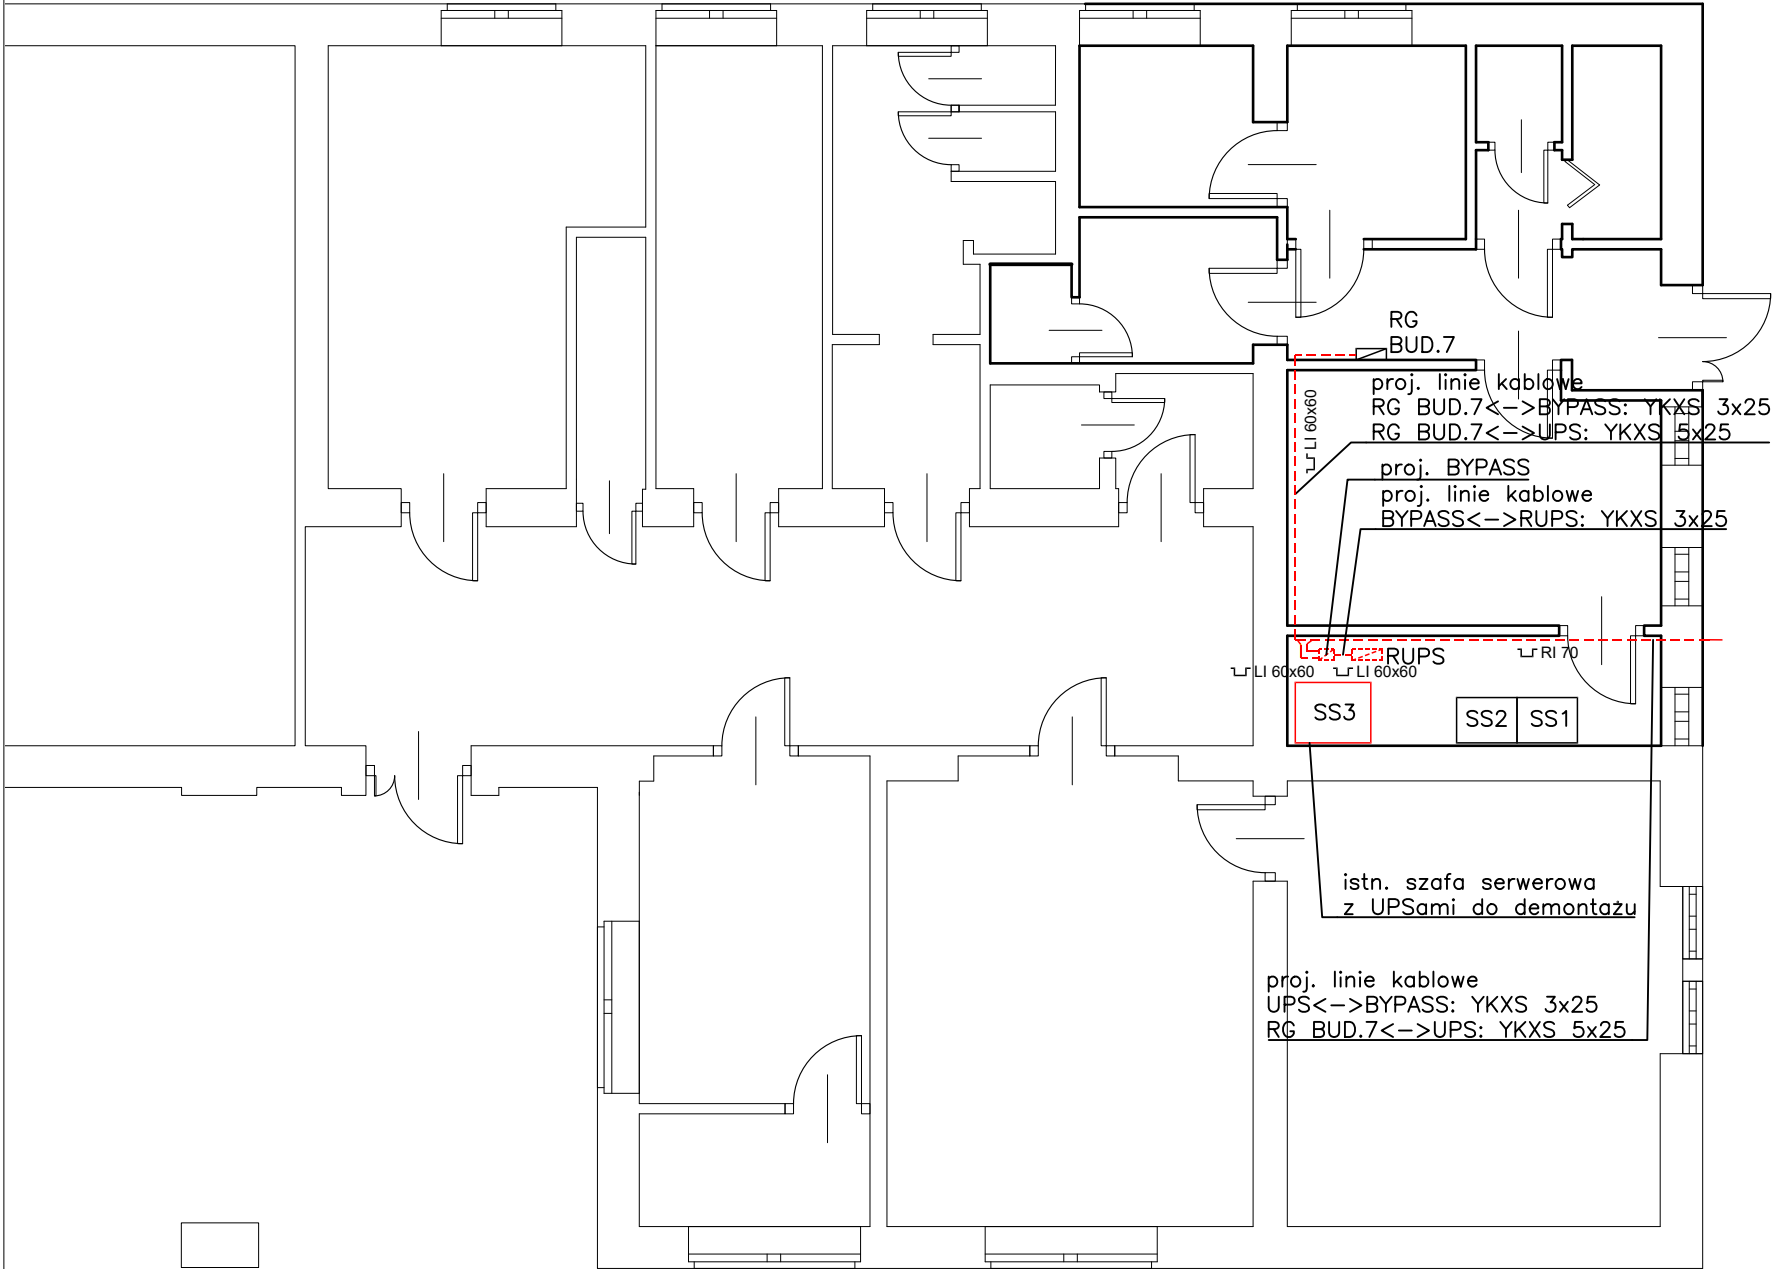 RG
BUD.7
proj. linie kablowe
RG BUD.7<->BYPASS: YKXS 3x25
RG BUD.7<->UPS: YKXS 5x25
LI 60x60
proj. BYPASS
proj. linie kablowe
BYPASS<->RUPS: YKXS 3x25
RUPS
RI 70
LI 60x60
LI 60x60
SS3
SS2
SS1
istn. szafa serwerowa
z UPSami do demontażu
proj. linie kablowe
UPS<->BYPASS: YKXS 3x25
RG BUD.7<->UPS: YKXS 5x25